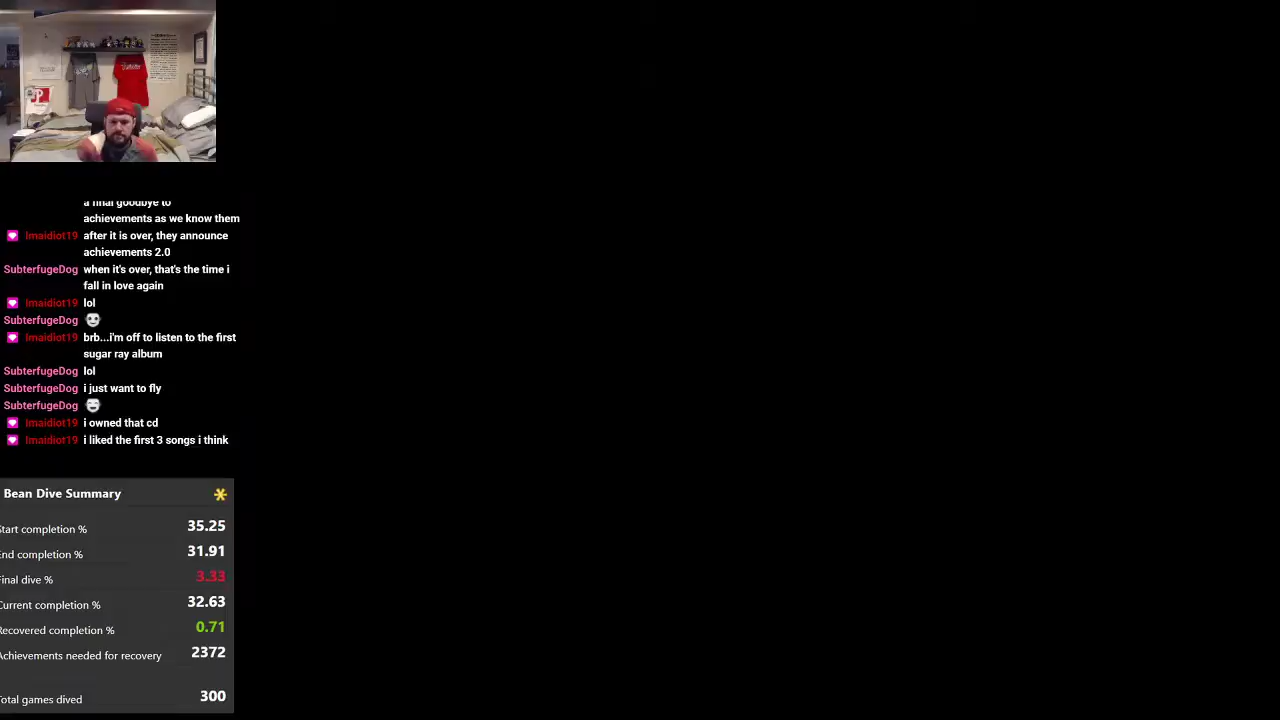 a final goodbye to
achievements as we know them
Imaidiot19 after it is over, they announce
achievements 2.0
SubterfugeDog when it's over, that's the time i
fall in love again
Imaidiot19 lol
SubterfugeDog
Imaidiot19 brb...i'm off to listen to the first
sugar ray album
SubterfugeDog lol
SubterfugeDog i just want to fly
SubterfugeDog
Imaidiot19 i owned that cd
Imaidiot19 i liked the first 3 songs i think
Bean Dive Summary
Start completion % 35.25
End completion % 31.91
Final dive % 3.33
Current completion % 32.63
Recovered completion % 0.71
Achievements needed for recovery 2372
Total games dived 300